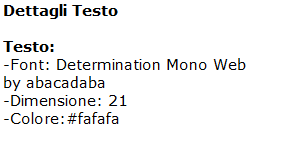 Dettagli Testo
Testo:
-Font: Determination Mono Web
by abacadaba
-Dimensione: 21
-Colore:#fafafa